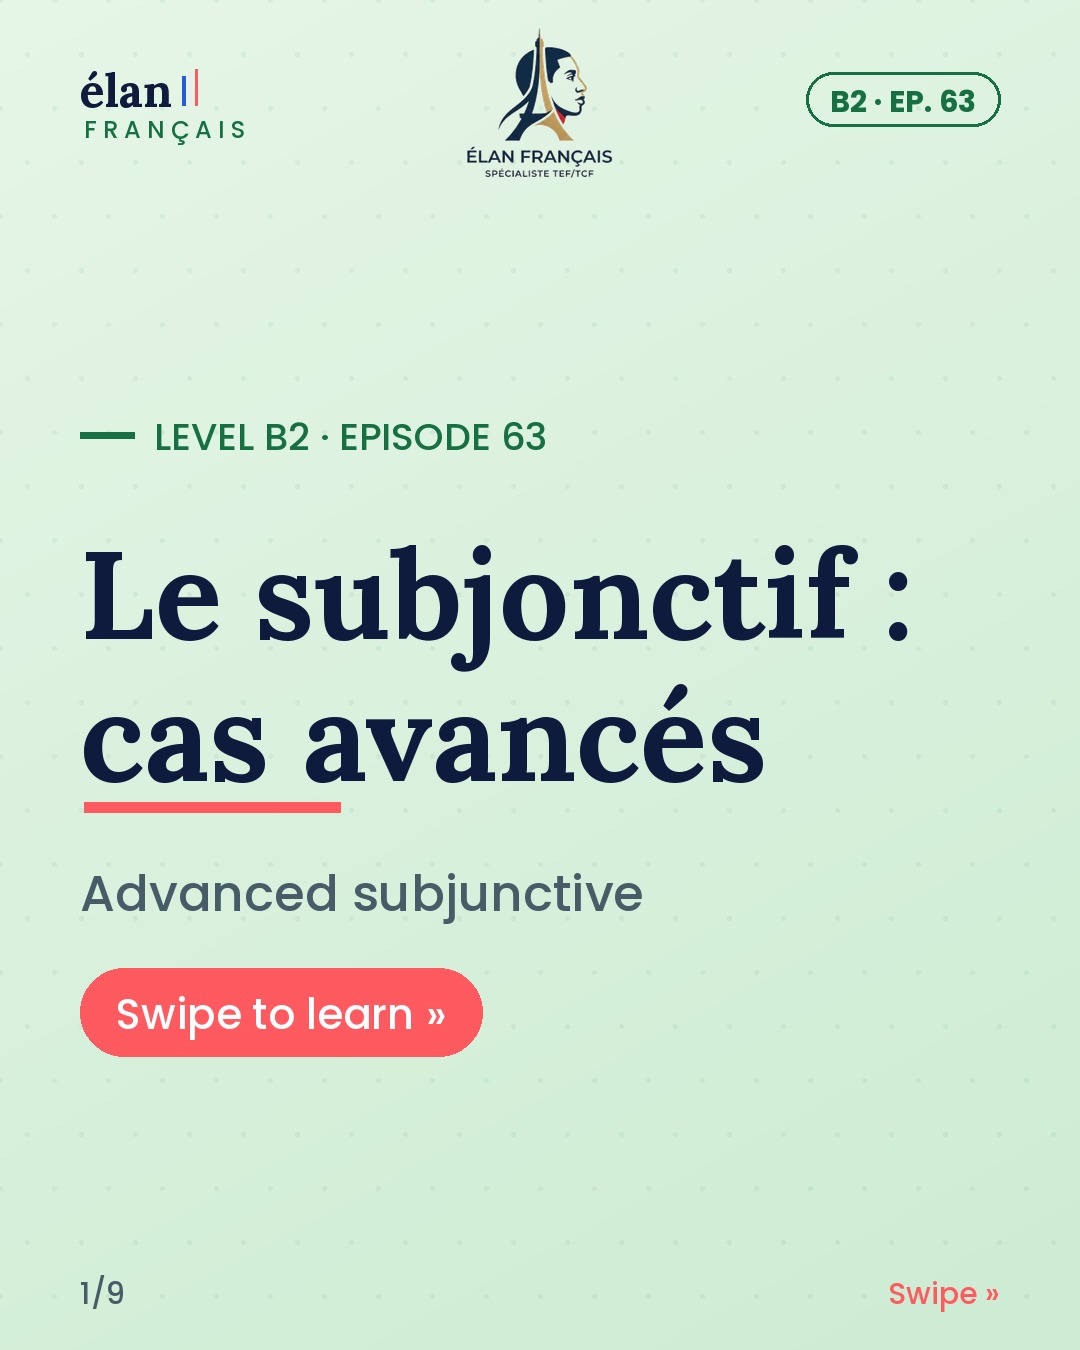 élan
FRANÇAIS
ÉLAN FRANÇAIS
SPÉCIALISTE TEF/TCF
B2 · EP. 63
LEVEL B2 · EPISODE 63
Le subjonctif :
cas avancés
Advanced subjunctive
Swipe to learn »
1/9
Swipe »